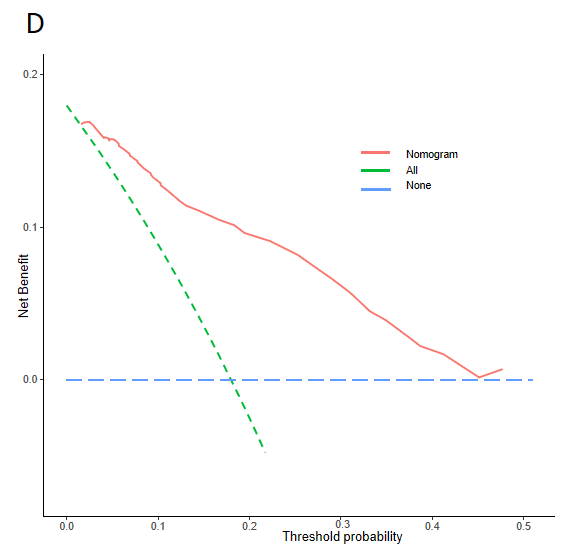 D
0.2
Nomogram
All
None
0.1
Net Benefit
0.0
0.0 0.1 0.2 0.3 0.4 0.5
Threshold probability